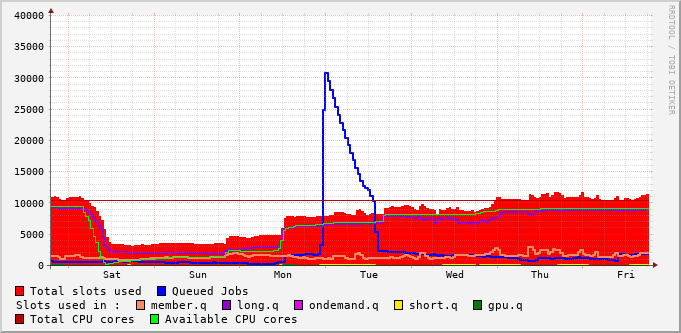 40000
35000
30000
25000
20000
15000
10000
5000
0
Sat Sun Mon Tue Wed Thu Fri
Total slots used Queued Jobs
Slots used in : member.q long.q ondemand.q short.q gpu.q
Total CPU cores Available CPU cores
RRDTOOL / TOBI OETIKER